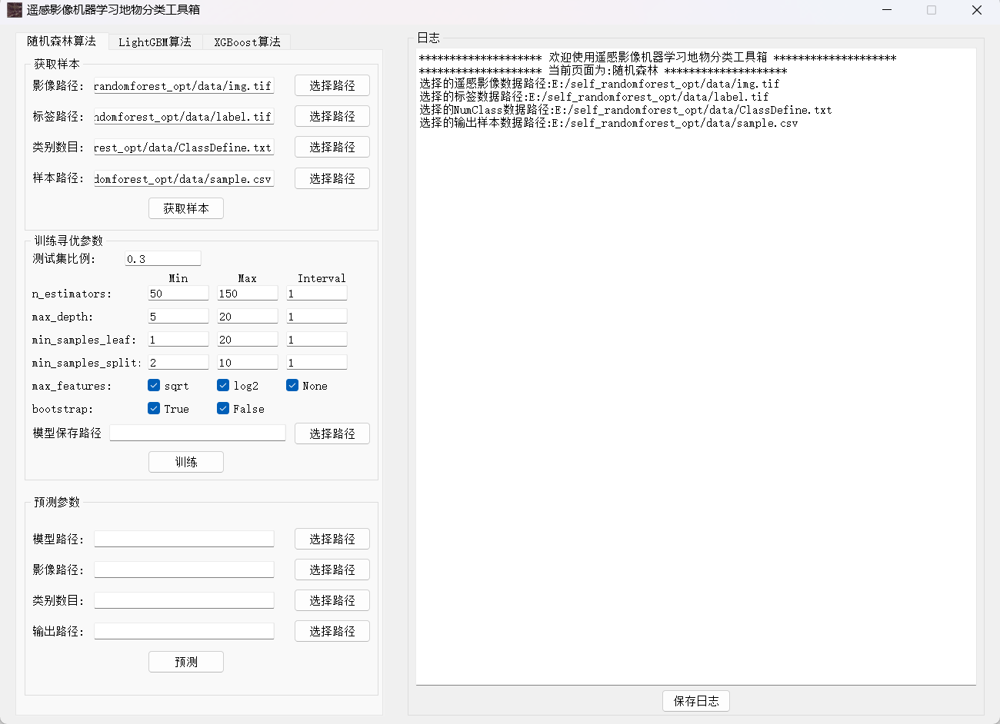 遥感影像机器学习地物分类工具箱
随机森林算法 LightGBM算法 XGBoost算法
获取样本
影像路径: randomforest_opt/data/img.tif 选择路径
标签路径: ndomforest_opt/data/label.tif 选择路径
类别数目: rest_opt/data/ClassDefine.txt 选择路径
样本路径: domforest_opt/data/sample.csv 选择路径
获取样本
训练寻优参数
测试集比例: 0.3
Min Max Interval
n_estimators: 50 150 1
max_depth: 5 20 1
min_samples_leaf: 1 20 1
min_samples_split: 2 10 1
max_features: sqrt log2 None
bootstrap: True False
模型保存路径 选择路径
训练
预测参数
模型路径: 选择路径
影像路径: 选择路径
类别数目: 选择路径
输出路径: 选择路径
预测
日志
******************** 欢迎使用遥感影像机器学习地物分类工具箱 ********************
******************** 当前页面为:随机森林 ********************
选择的遥感影像数据路径:E:/self_randomforest_opt/data/img.tif
选择的标签数据路径:E:/self_randomforest_opt/data/label.tif
选择的NumClass数据路径:E:/self_randomforest_opt/data/ClassDefine.txt
选择的输出样本数据路径:E:/self_randomforest_opt/data/sample.csv
保存日志